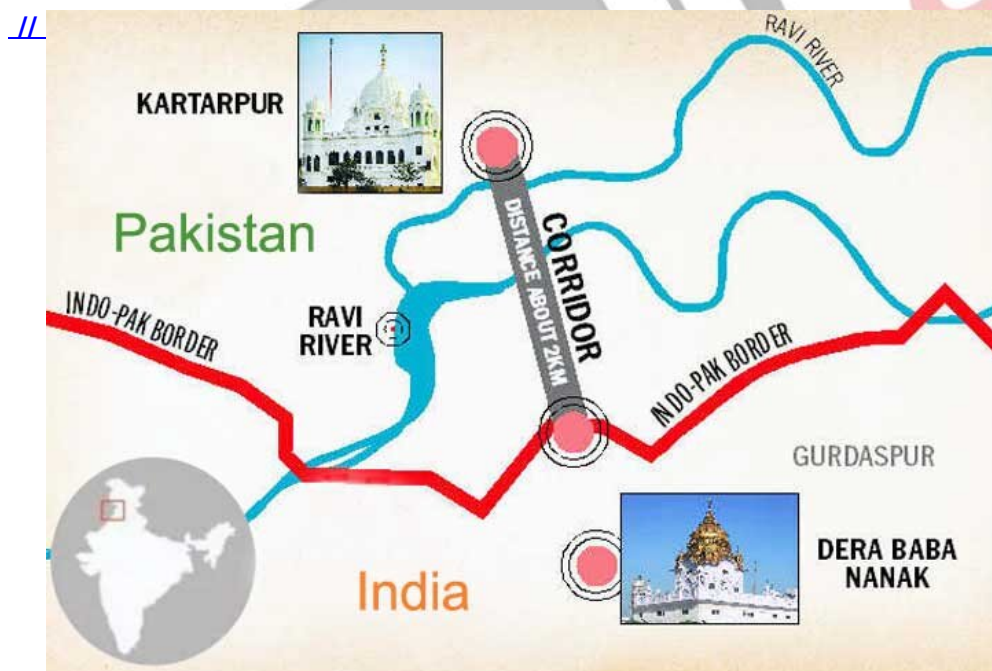 //
RAVI RIVER
KARTARPUR
Pakistan
CORRIDOR
DISTANCE ABOUT 2KM
INDO-PAK BORDER
RAVI
RIVER
INDO-PAK BORDER
GURDASPUR
DERA BABA
NANAK
India